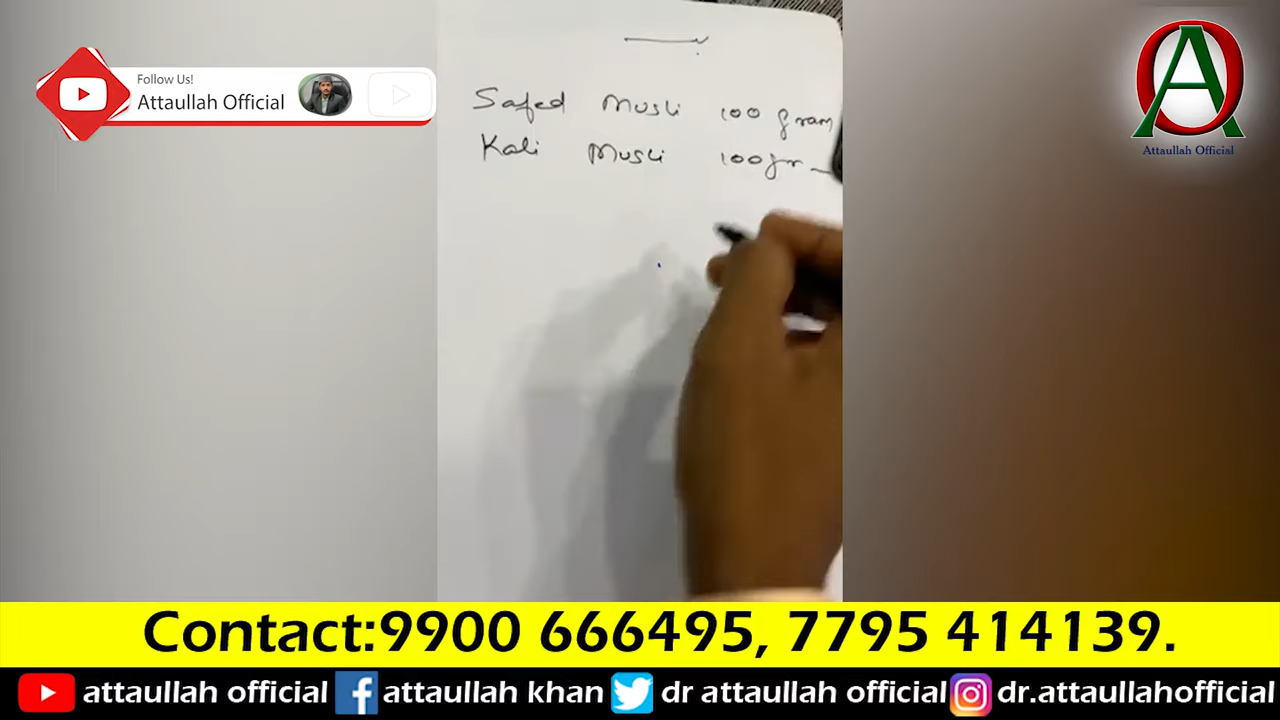 Follow Us!
Attaullah Official
Attaullah Official
Safed Musli 100 gram
Kali Musli 100gr
Contact:9900 666495, 7795 414139.
attaullah official attaullah khan dr attaullah official dr.attaullahofficial